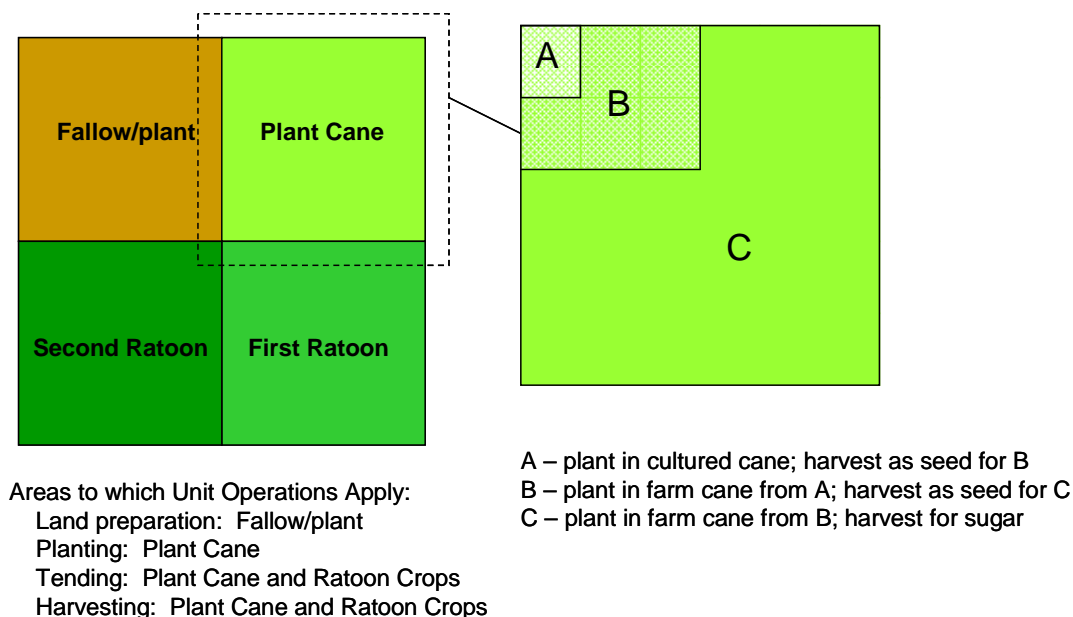 Fallow/plant
Plant Cane
Second Ratoon
First Ratoon
Areas to which Unit Operations Apply:
Land preparation: Fallow/plant
Planting: Plant Cane
Tending: Plant Cane and Ratoon Crops
Harvesting: Plant Cane and Ratoon Crops
A
B
C
A – plant in cultured cane; harvest as seed for B
B – plant in farm cane from A; harvest as seed for C
C – plant in farm cane from B; harvest for sugar